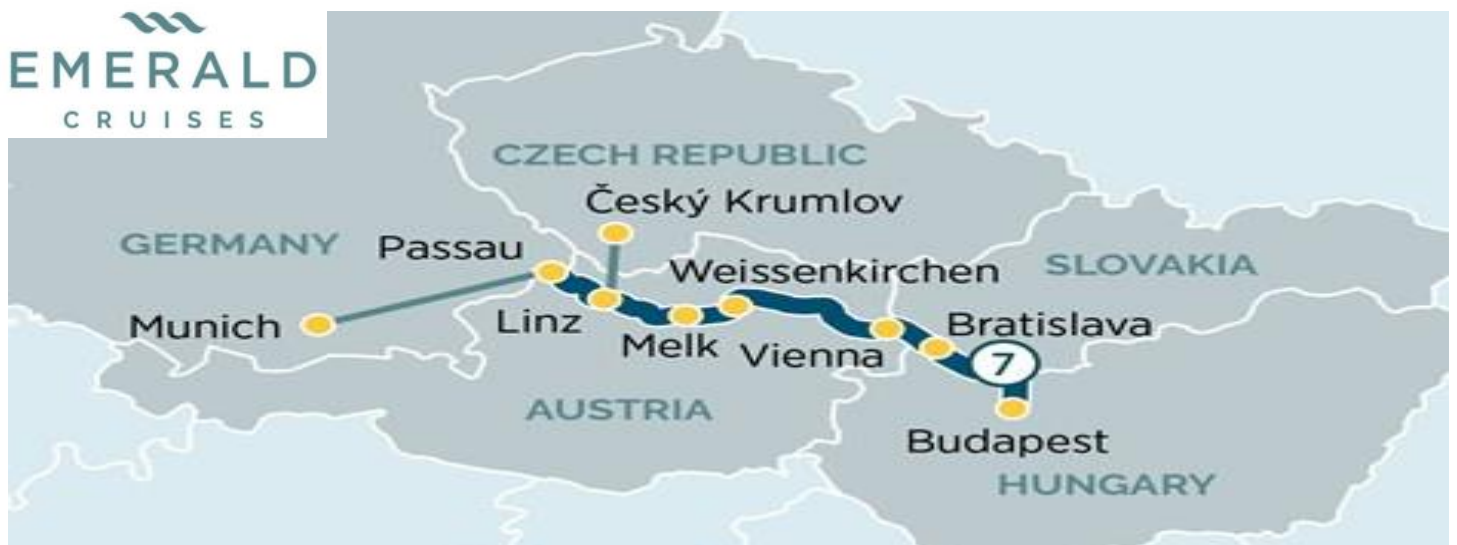 EMERALD
CRUISES
CZECH REPUBLIC
Český Krumlov
GERMANY
Passau
Weissenkirchen
SLOVAKIA
Munich
Linz
Melk
Vienna
Bratislava
7
AUSTRIA
Budapest
HUNGARY